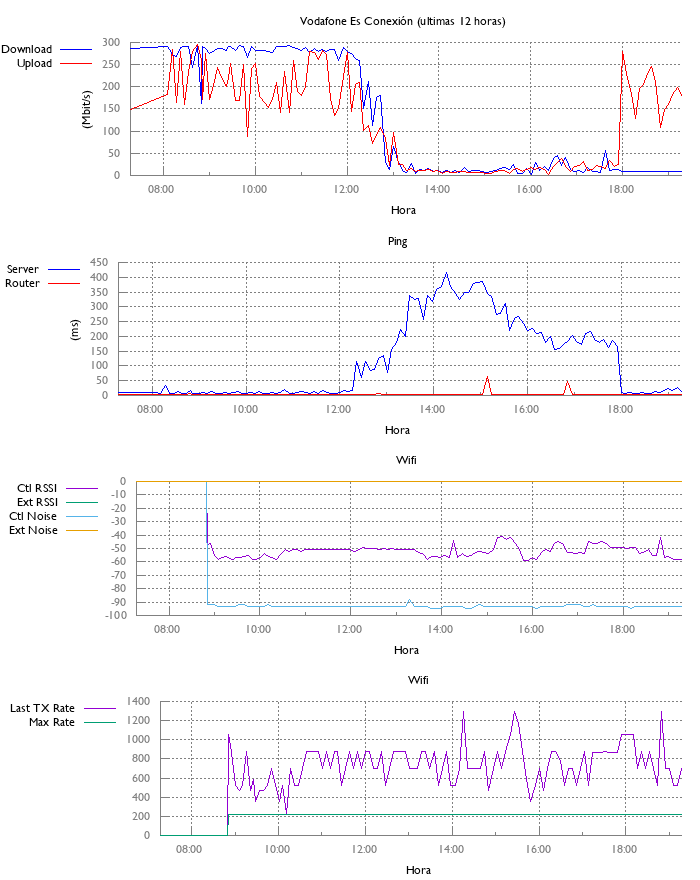 Vodafone Es Conexión (ultimas 12 horas)
Download
Upload
300
250
200
150
100
50
0
(Mbit/s)
08:00 10:00 12:00 14:00 16:00 18:00
Hora
Ping
Server
Router
450
400
350
300
250
200
150
100
50
0
(ms)
08:00 10:00 12:00 14:00 16:00 18:00
Hora
Wifi
Ctl RSSI
Ext RSSI
Ctl Noise
Ext Noise
0
-10
-20
-30
-40
-50
-60
-70
-80
-90
-100
08:00 10:00 12:00 14:00 16:00 18:00
Hora
Wifi
Last TX Rate
Max Rate
1400
1200
1000
800
600
400
200
0
08:00 10:00 12:00 14:00 16:00 18:00
Hora